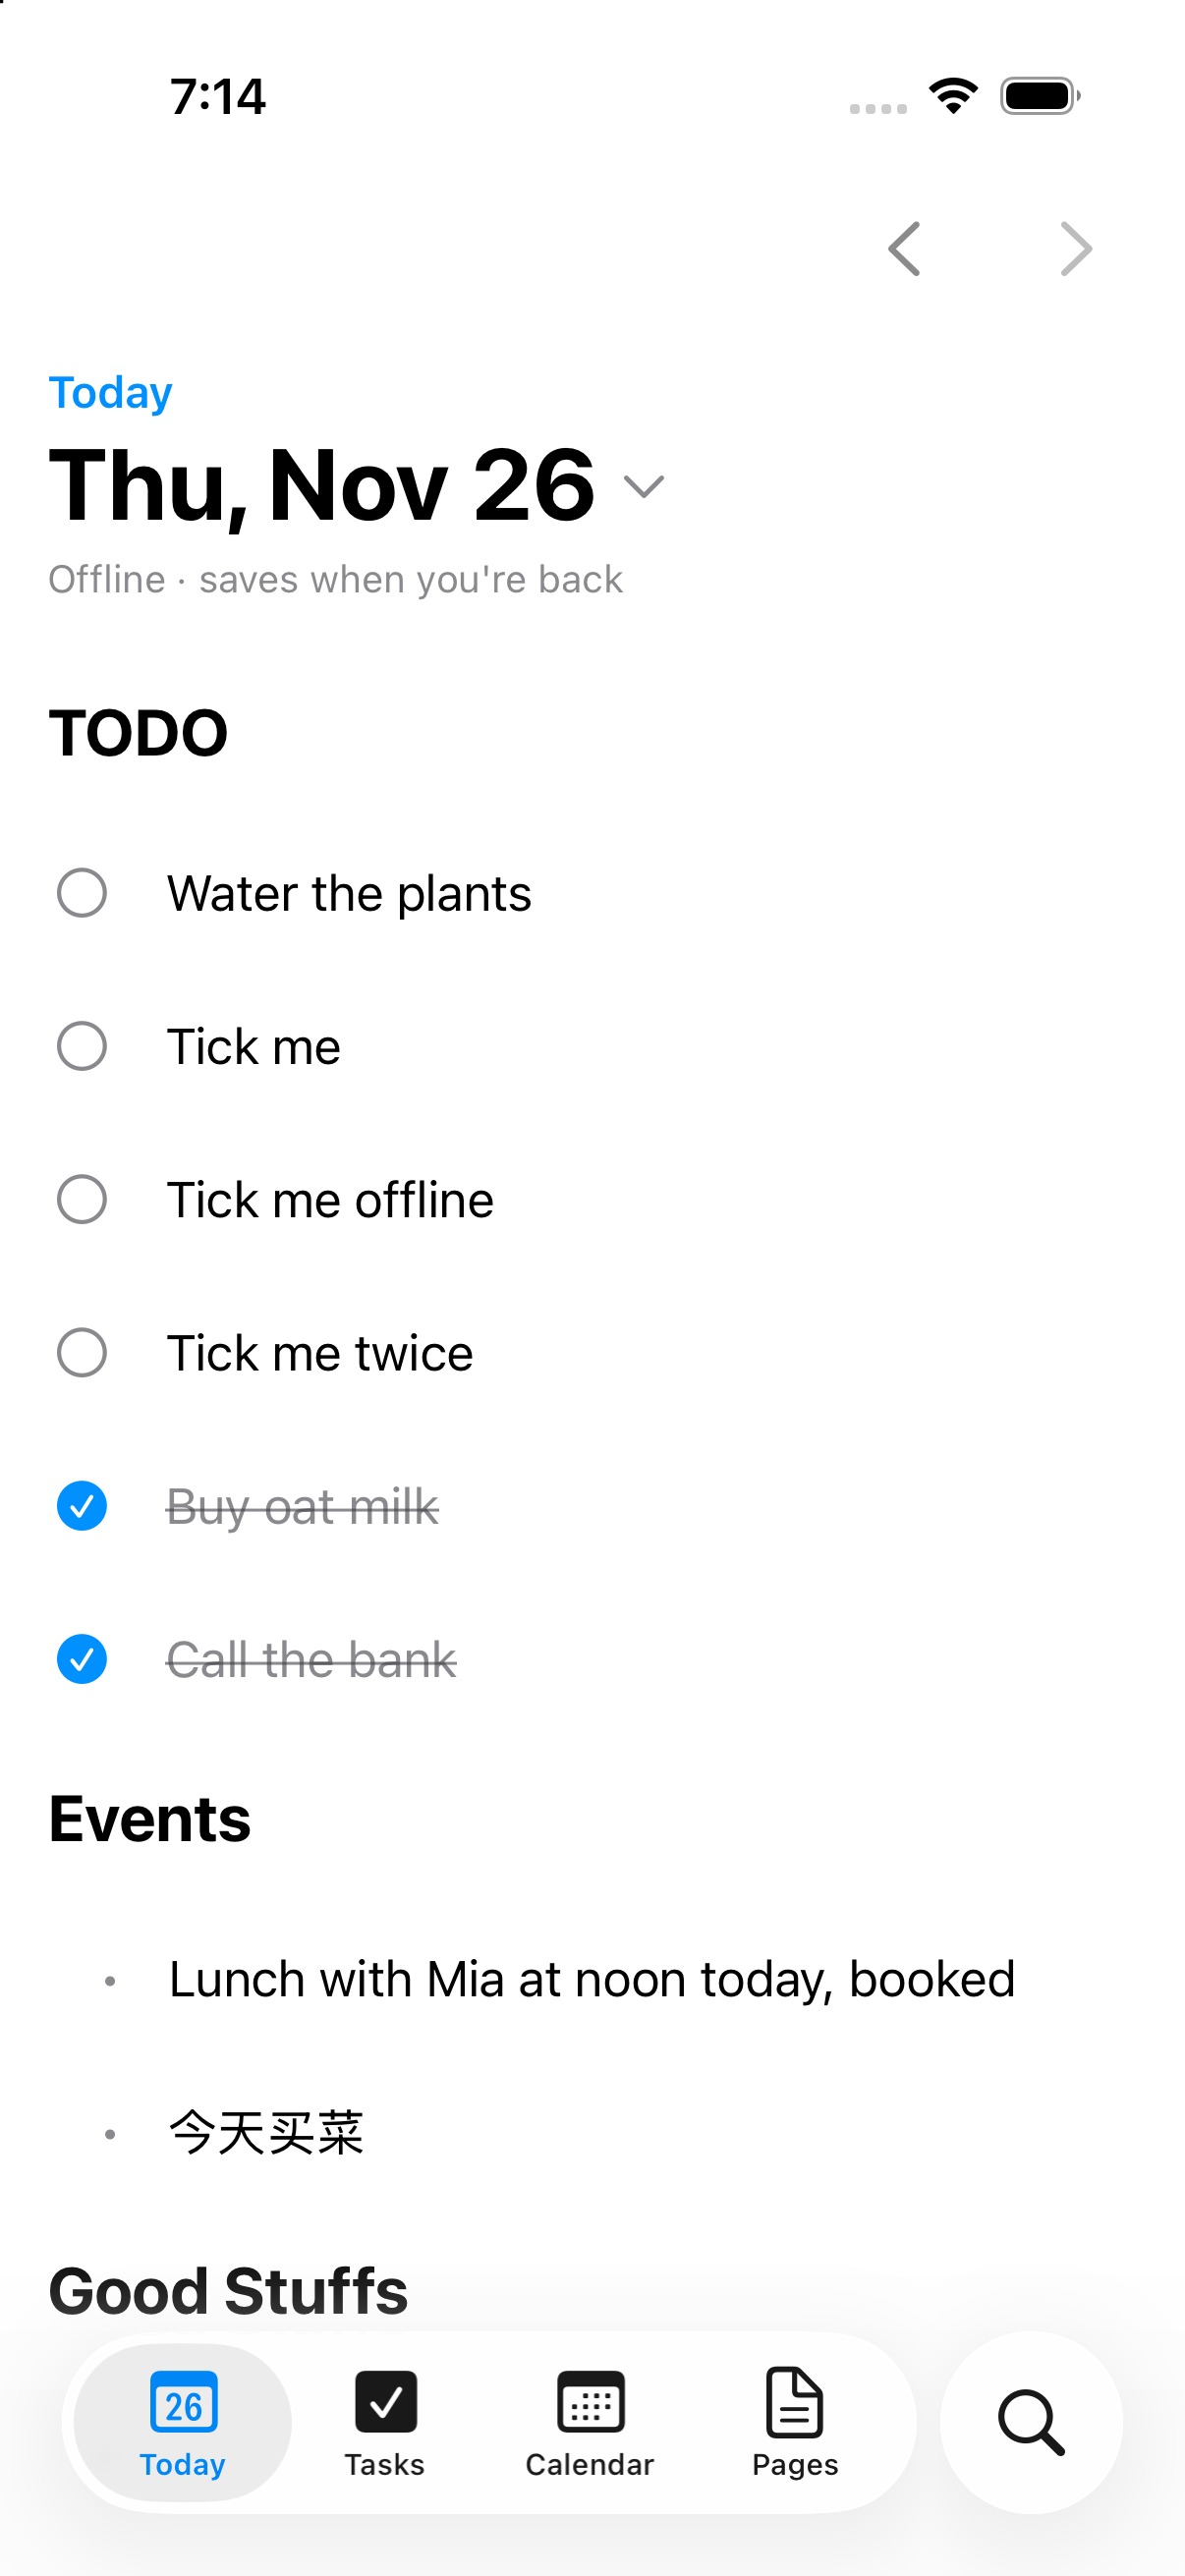 7:14
Today
Thu, Nov 26
Offline · saves when you're back
TODO
Water the plants
Tick me
Tick me offline
Tick me twice
Buy oat milk
Call the bank
Events
Lunch with Mia at noon today, booked
今天买菜
Good Stuffs
26
Today
Tasks
Calendar
Pages